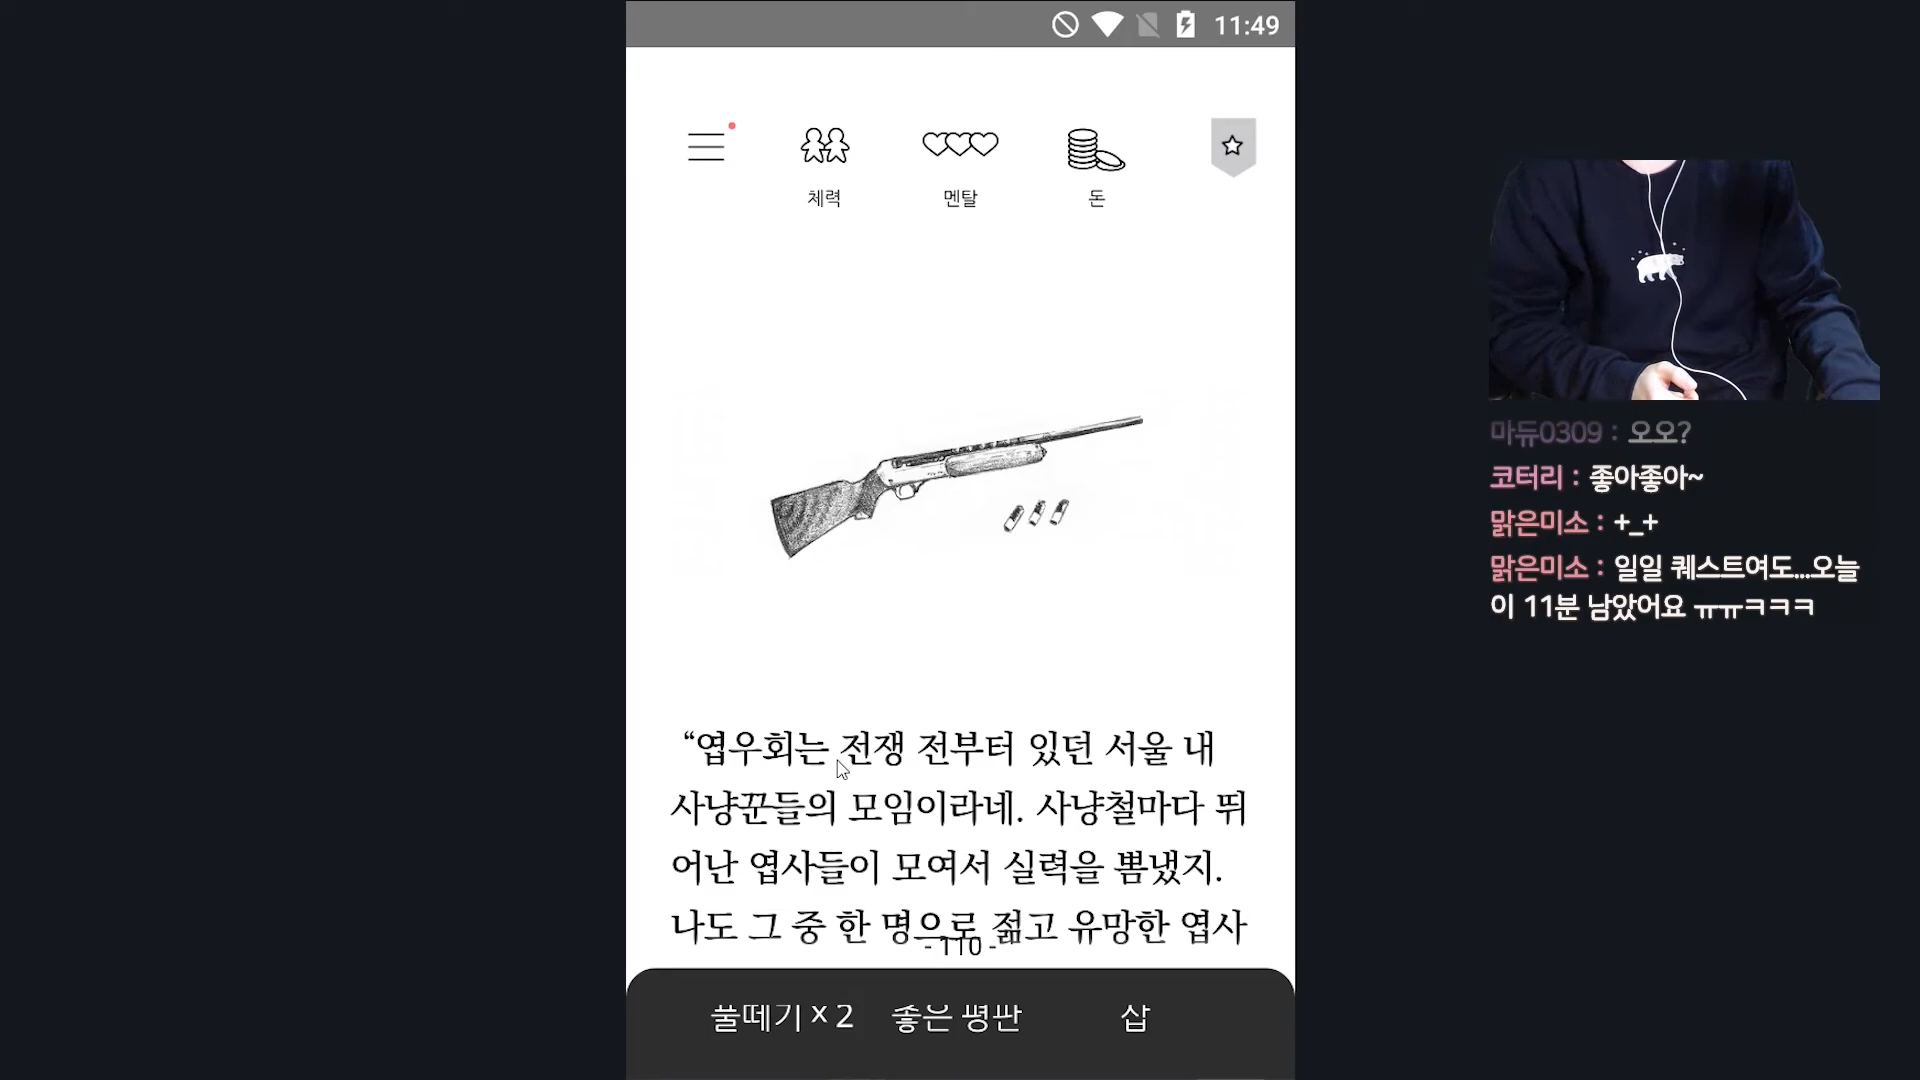 11:49
체력
멘탈
돈
“엽우회는 전쟁 전부터 있던 서울 내
사냥꾼들의 모임이라네. 사냥철마다 뛰
어난 엽사들이 모여서 실력을 뽐냈지.
나도 그 중 한 명으로 젊고 유망한 엽사
- 110 -
풀떼기 x 2
좋은 평판
삽
마듀0309 : 오오?
코터리 : 좋아좋아~
맑은미소 : +_+
맑은미소 : 일일 퀘스트여도...오늘
이 11분 남았어요 ㅠㅠㅋㅋㅋ